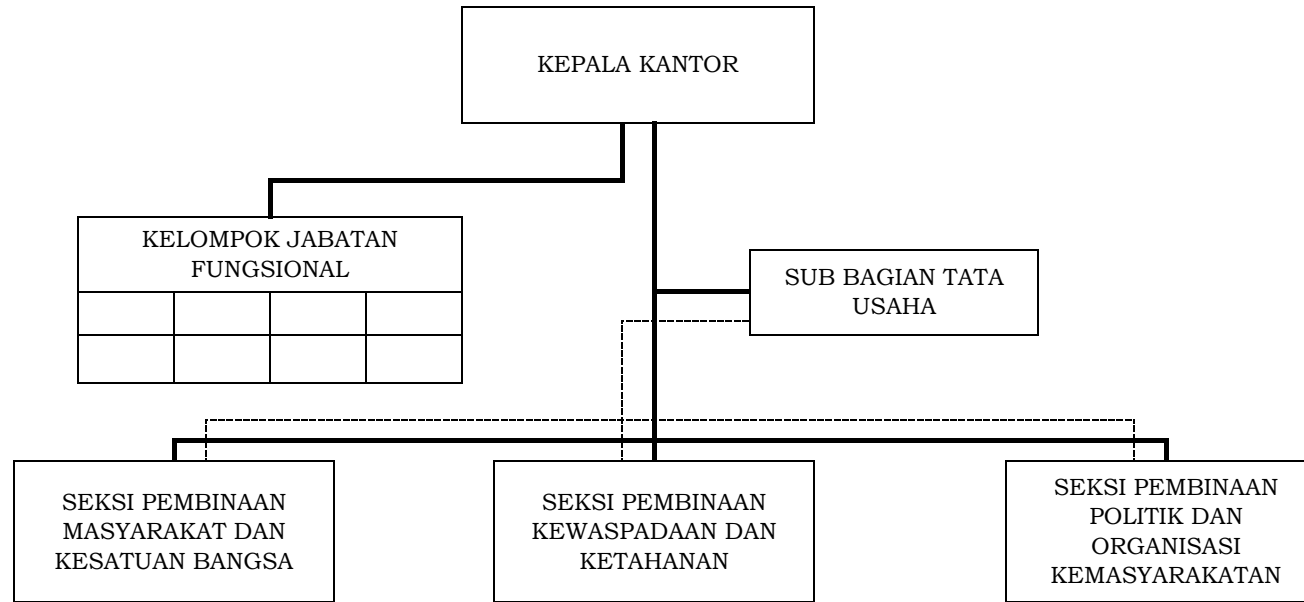 KEPALA KANTOR
KELOMPOK JABATAN
FUNGSIONAL
SUB BAGIAN TATA
USAHA
SEKSI PEMBINAAN
MASYARAKAT DAN
KESATUAN BANGSA
SEKSI PEMBINAAN
KEWASPADAAN DAN
KETAHANAN
SEKSI PEMBINAAN
POLITIK DAN
ORGANISASI
KEMASYARAKATAN